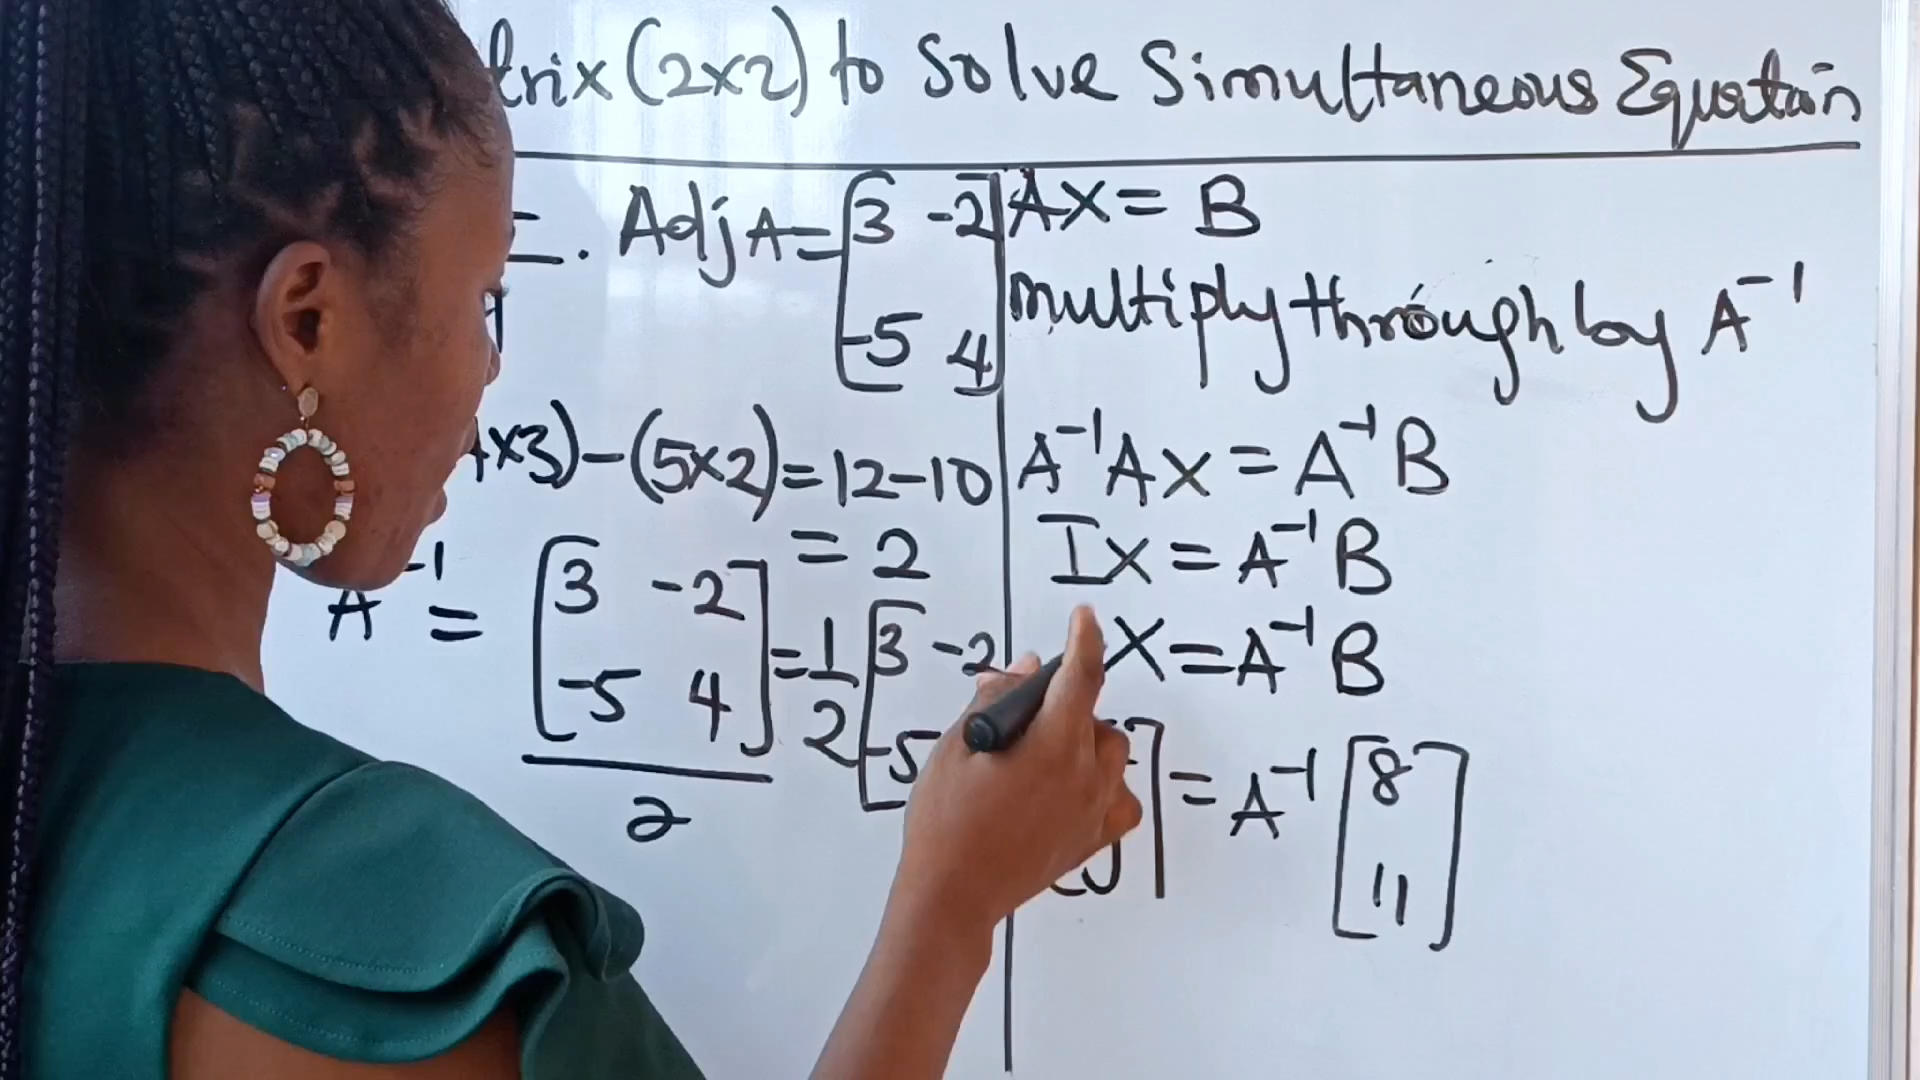 (2x2) to Solve Simultaneous Equation
Adj A = [3 -2
-5 4]
x3) - (5x2) = 12-10
= 2
A⁻¹ = [3 -2
-5 4]
2
= 1/2 [3 -2
-5
AX = B
multiply through by A⁻¹
A⁻¹AX = A⁻¹B
IX = A⁻¹B
X = A⁻¹B
y] = A⁻¹ [8
11]